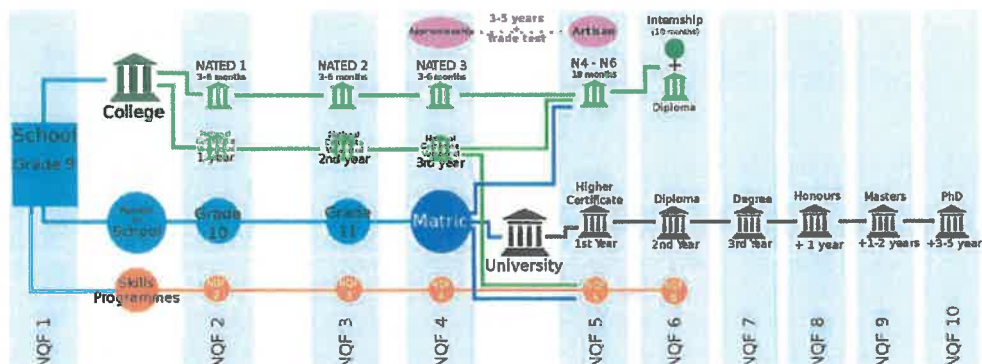 3-5 years
+
Trade test
Apprenticeship
Artisan
Internship
(18 months)
+
Diploma
NATED 1
3-6 months
NATED 2
3-6 months
NATED 3
3-6 months
N4 - N6
18 months
College
1 year
2nd year
3rd year
School
Grade 9
School
Grade
10
Grade
11
Matric
University
Higher
Certificate
1st Year
Diploma
2nd Year
Degree
3rd Year
Honours
+ 1 year
Masters
+1-2 years
PhD
+3-5 year
Skills
Programmes
NQF 1
NQF 2
NQF 3
NQF 4
NQF 5
NQF 6
NQF 7
NQF 8
NQF 9
NQF 10